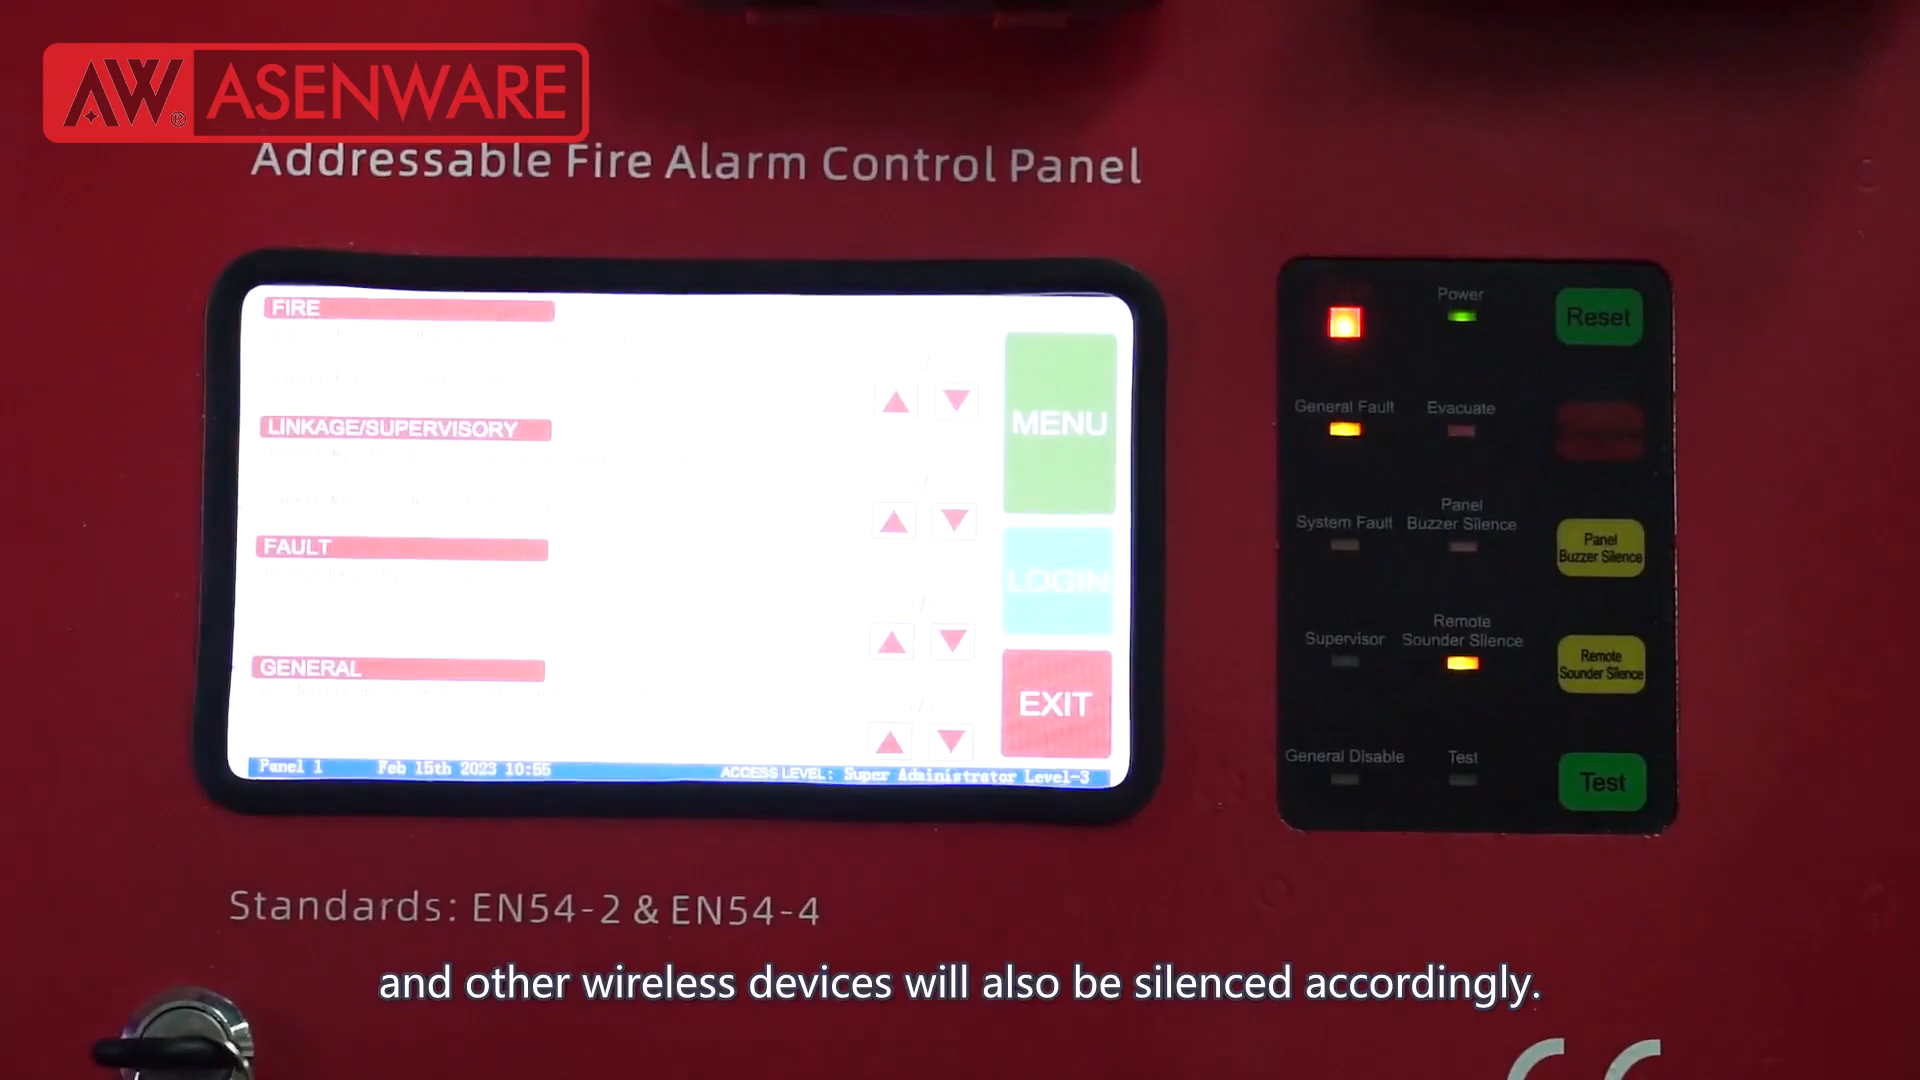 AW® ASENWARE
Addressable Fire Alarm Control Panel
FIRE
LINKAGE/SUPERVISORY
FAULT
GENERAL
MENU
LOGIN
EXIT
Panel 1 Feb 15th 2023 10:55 ACCESS LEVEL: Super Administrator Level-3
Power
Reset
General Fault Evacuate
System Fault Panel Buzzer Silence
Panel
Buzzer Silence
Supervisor Remote Sounder Silence
Remote
Sounder Silence
General Disable Test
Test
Standards: EN54-2 & EN54-4
and other wireless devices will also be silenced accordingly.
CE